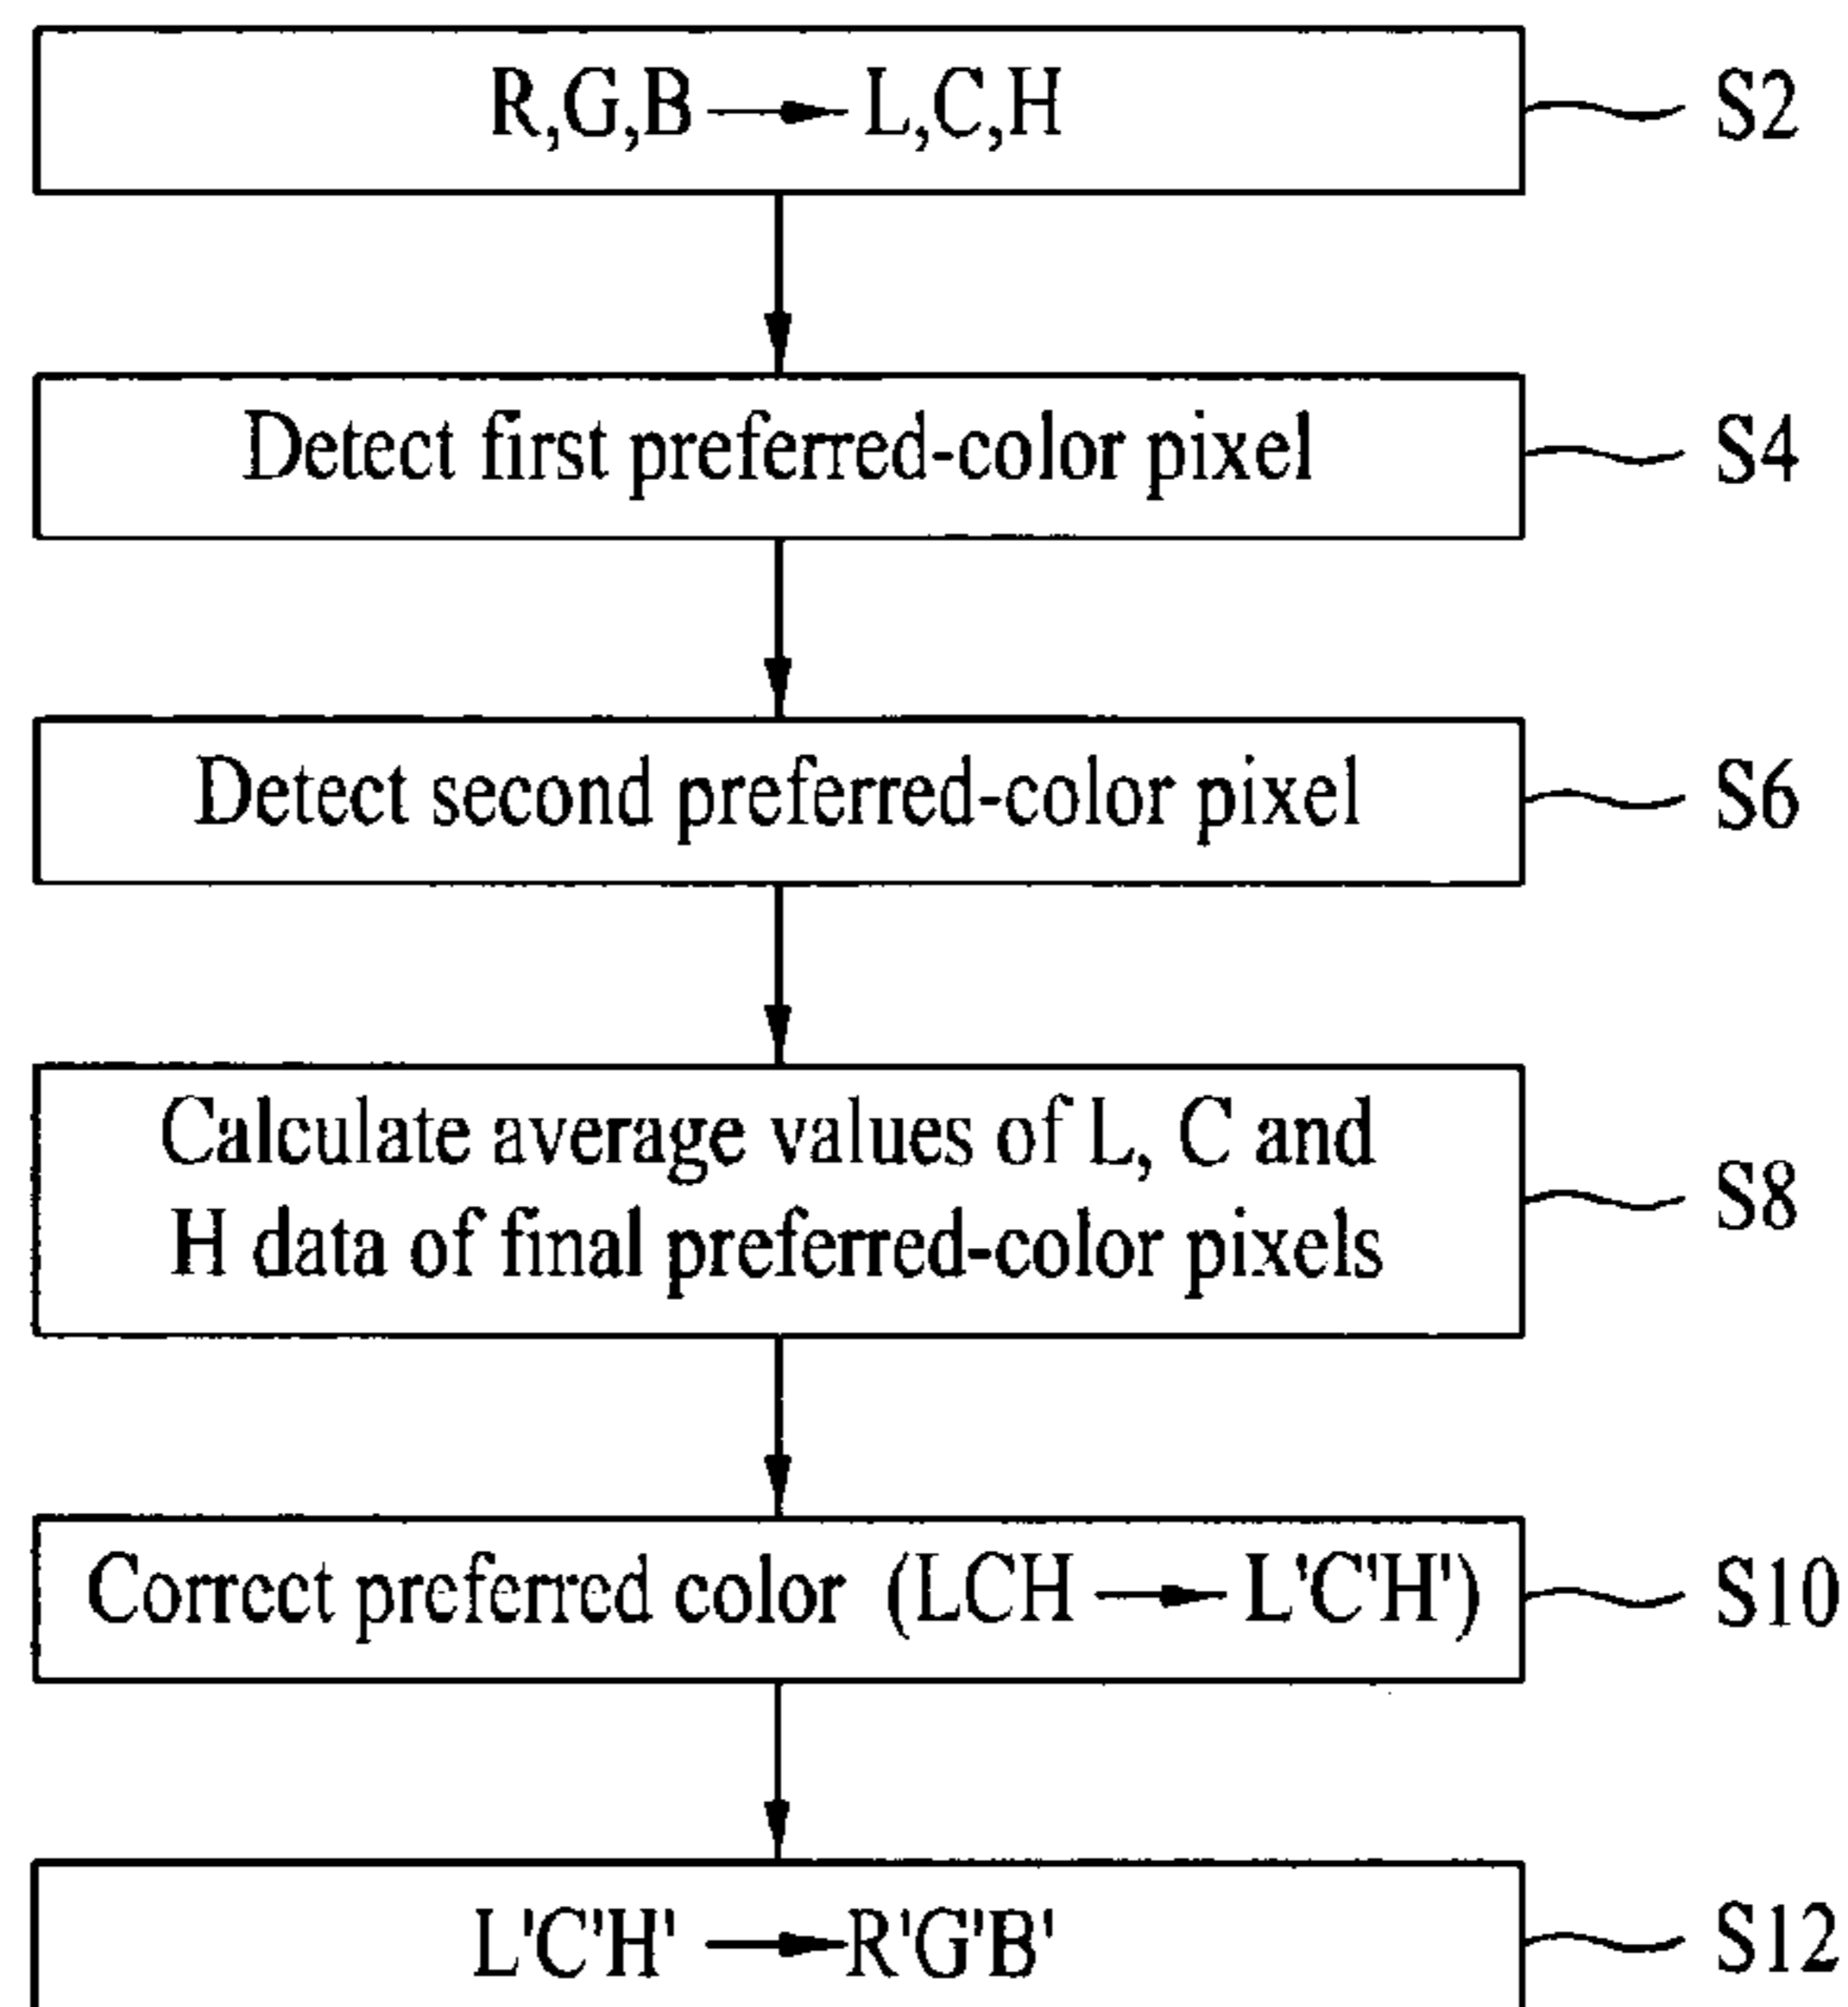 R,G,B → L,C,H S2
Detect first preferred-color pixel S4
Detect second preferred-color pixel S6
Calculate average values of L, C and
H data of final preferred-color pixels S8
Correct preferred color (LCH → L'C'H') S10
L'C'H' → R'G'B' S12